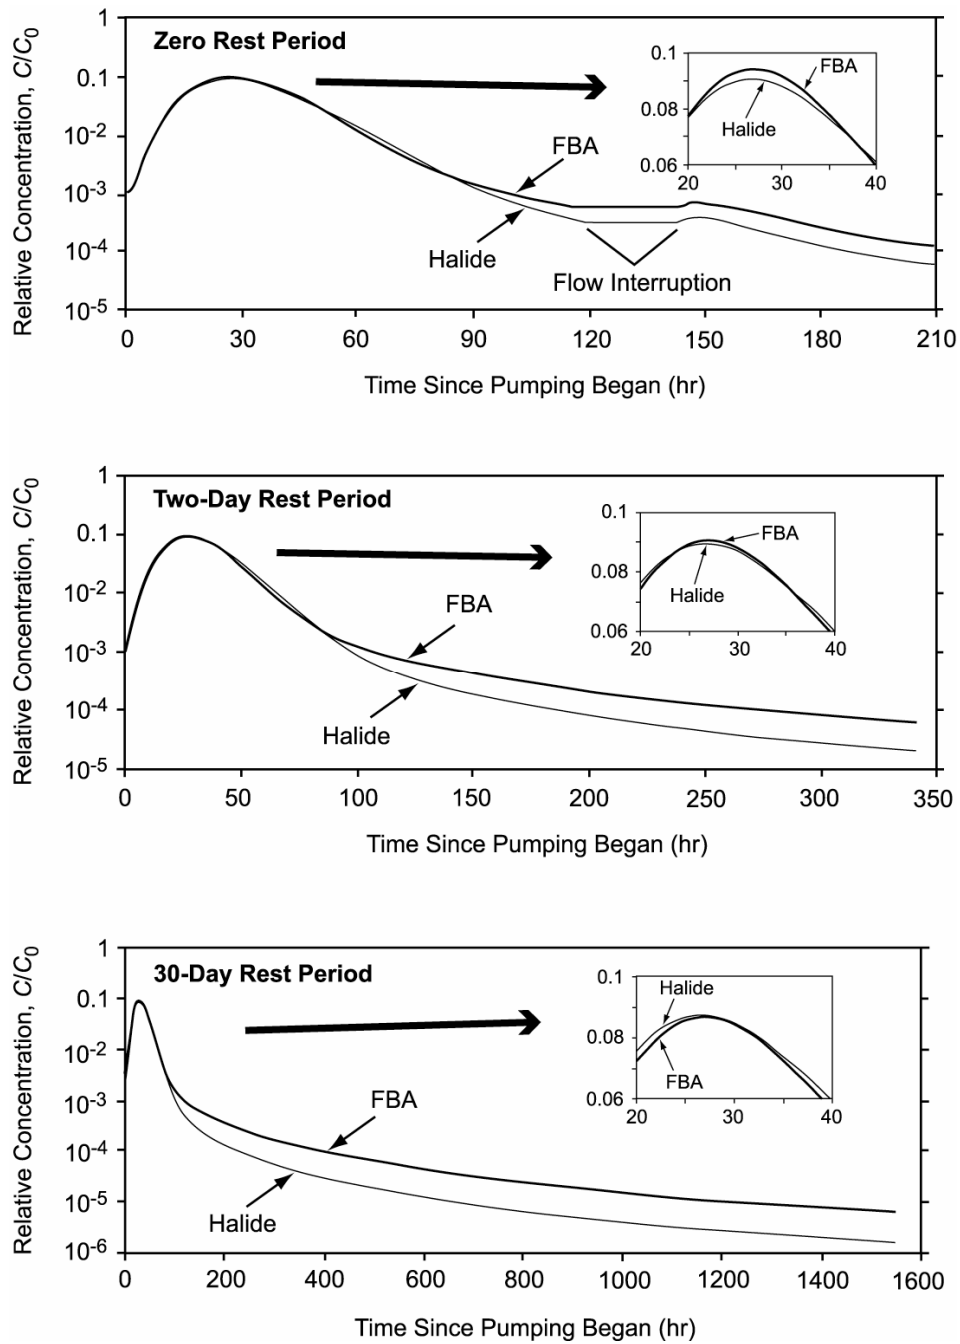 Zero Rest Period
Relative Concentration, C/C₀
1
0.1
10⁻²
10⁻³
10⁻⁴
10⁻⁵
0.1
0.08
0.06
20
30
40
FBA
Halide
FBA
Halide
Flow Interruption
0
30
60
90
120
150
180
210
Time Since Pumping Began (hr)
Two-Day Rest Period
Relative Concentration, C/C₀
1
0.1
10⁻²
10⁻³
10⁻⁴
10⁻⁵
0.1
0.08
0.06
20
30
40
FBA
Halide
FBA
Halide
0
50
100
150
200
250
300
350
Time Since Pumping Began (hr)
30-Day Rest Period
Relative Concentration, C/C₀
1
0.1
10⁻²
10⁻³
10⁻⁴
10⁻⁵
10⁻⁶
0.1
0.08
0.06
20
30
40
Halide
FBA
FBA
Halide
0
200
400
600
800
1000
1200
1400
1600
Time Since Pumping Began (hr)